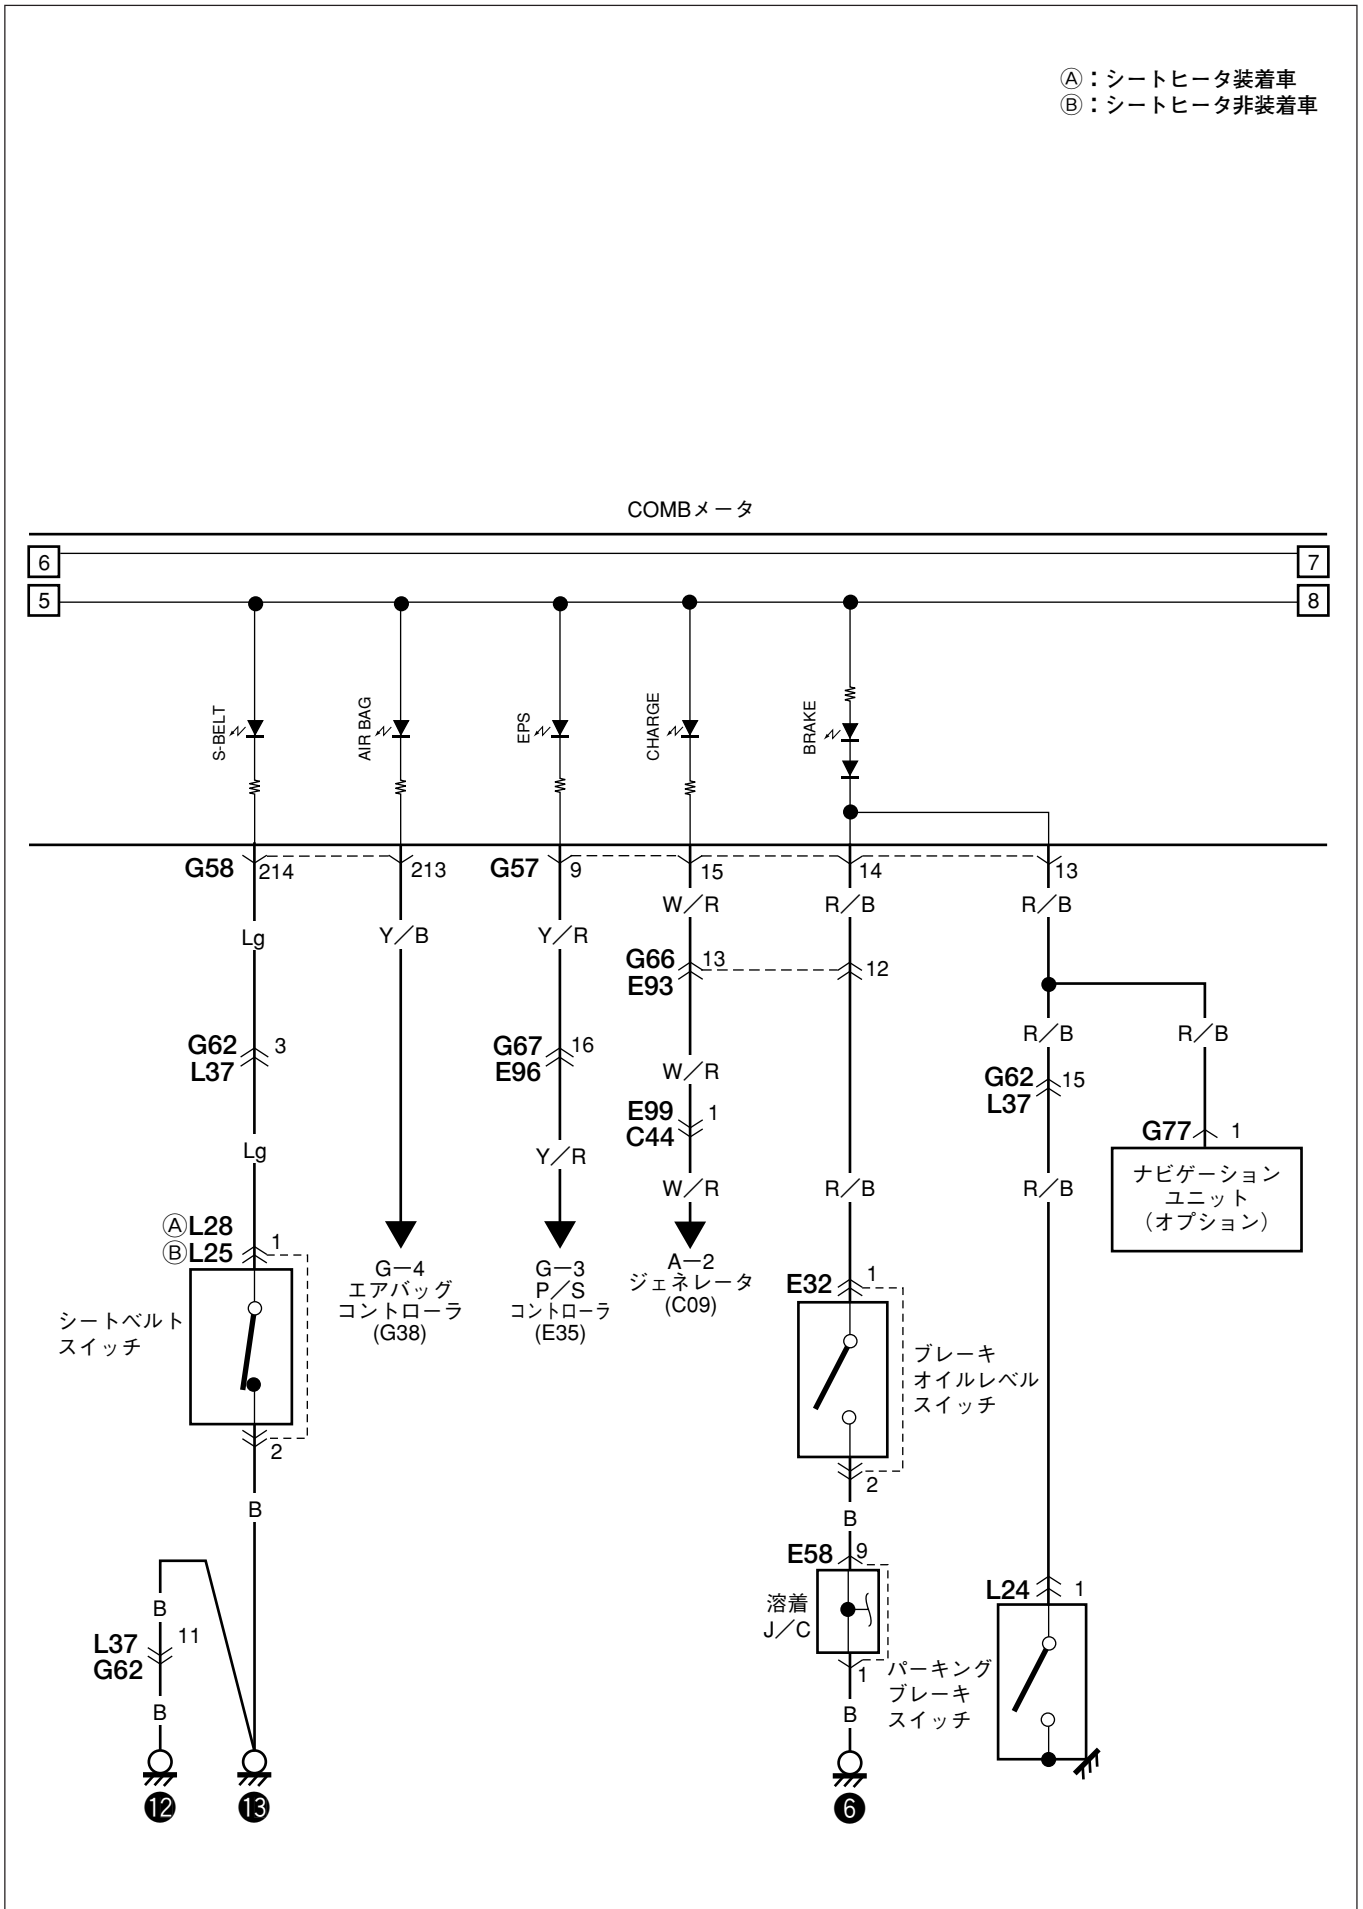 Ⓐ：シートヒータ装着車
Ⓑ：シートヒータ非装着車
COMBメータ
6
7
5
8
S-BELT
AIR BAG
EPS
CHARGE
BRAKE
G58
214
213
G57
9
15
14
13
Lg
Y／B
Y／R
W／R
R／B
R／B
G66
E93
13
12
G62
L37
3
G67
E96
16
W／R
R／B
R／B
G62
L37
15
E99
C44
1
G77
1
Lg
Y／R
W／R
R／B
R／B
ナビゲーション
ユニット
（オプション）
ⒶL28
ⒷL25
1
シートベルト
スイッチ
2
G－4
エアバッグ
コントローラ
(G38)
G－3
P／S
コントローラ
(E35)
A－2
ジェネレータ
(C09)
E32
1
ブレーキ
オイルレベル
スイッチ
2
B
B
E58
9
溶着
J／C
1
L24
1
パーキング
ブレーキ
スイッチ
B
L37
G62
11
B
B
12
13
6